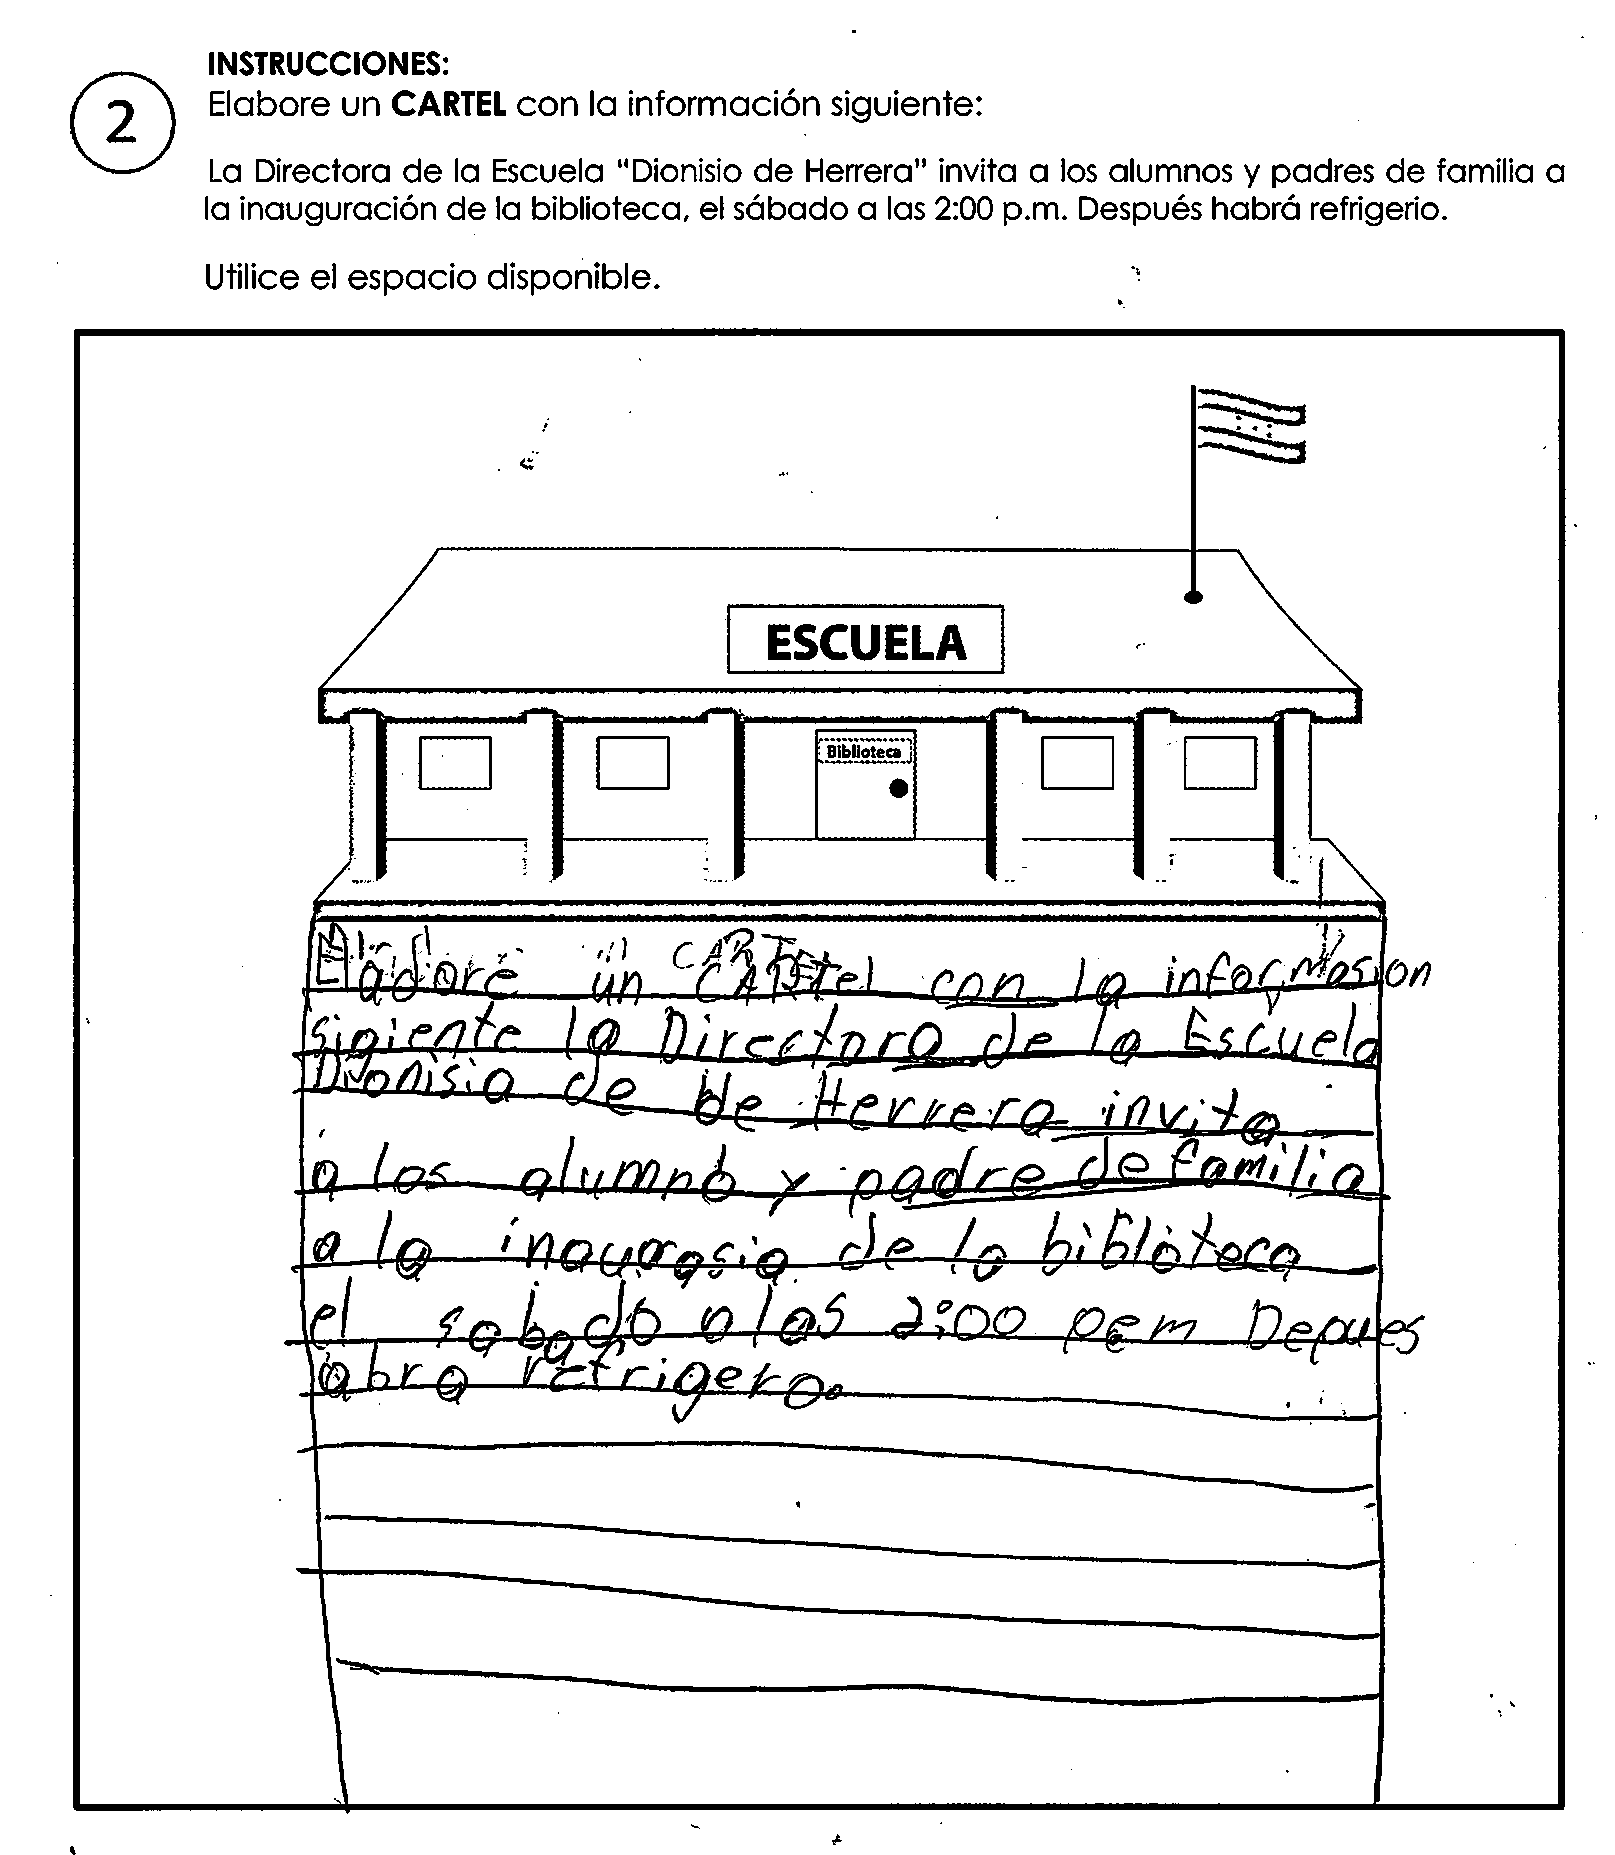 INSTRUCCIONES:
2
Elabore un CARTEL con la información siguiente:
La Directora de la Escuela "Dionisio de Herrera" invita a los alumnos y padres de familia a
la inauguración de la biblioteca, el sábado a las 2:00 p.m. Después habrá refrigerio.
Utilice el espacio disponible.
ESCUELA
Biblioteca
CART
un CARTEL con la informasion
sigiente la Directora de la Escuela
Dionisia de de Herrera invita
a los alumno y padre de familia
a la de la biblioteca
el sabado a las 2:00 pem Depues
abra refrigero.